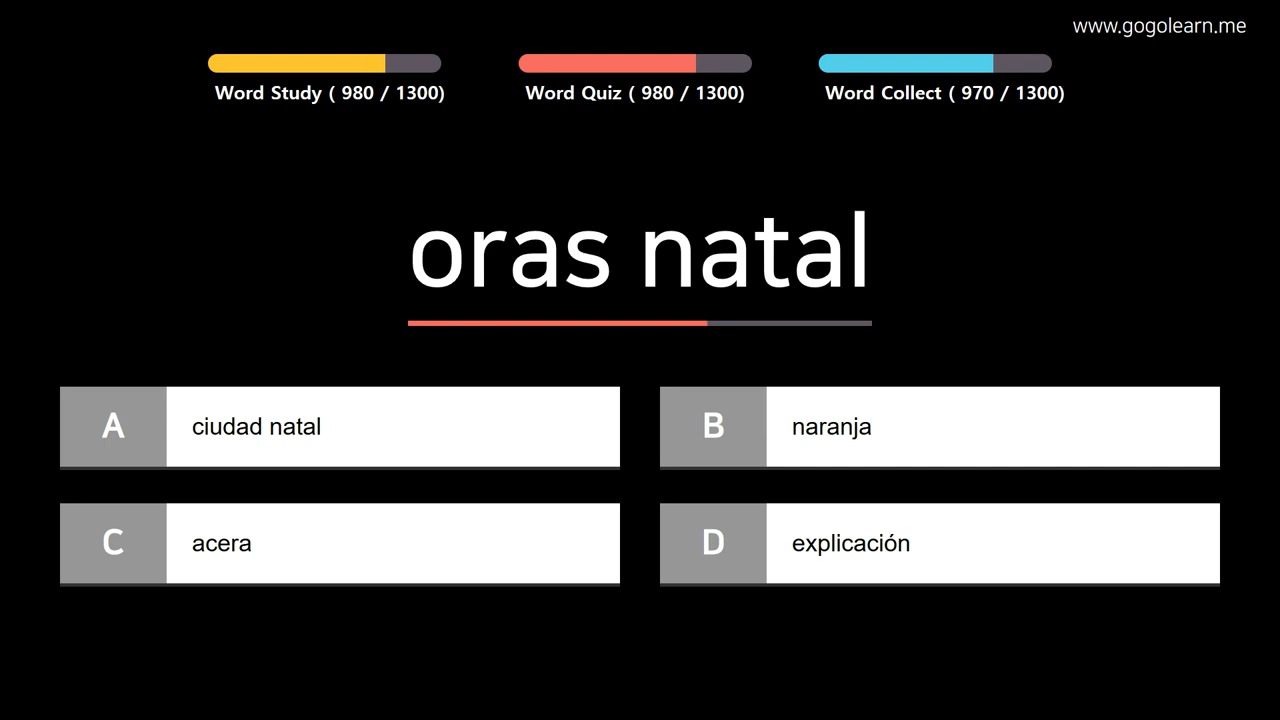 www.gogolearn.me
Word Study ( 980 / 1300)
Word Quiz ( 980 / 1300)
Word Collect ( 970 / 1300)
oras natal
A
ciudad natal
B
naranja
C
acera
D
explicación